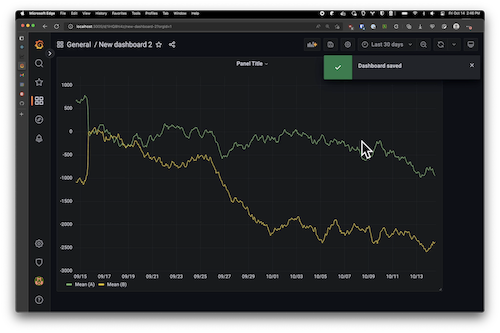 Microsoft Edge File Edit View History Favorites Tools Profiles Tab Window Help
Fri Oct 14 2:48 PM
General / New dashboard 2
Last 30 days
Dashboard saved
Panel Title
1000
500
0
-500
-1000
-1500
-2000
-2500
-3000
09/15 09/17 09/19 09/21 09/23 09/25 09/27 09/29 10/01 10/03 10/05 10/07 10/09 10/11 10/13
Mean (A) Mean (B)